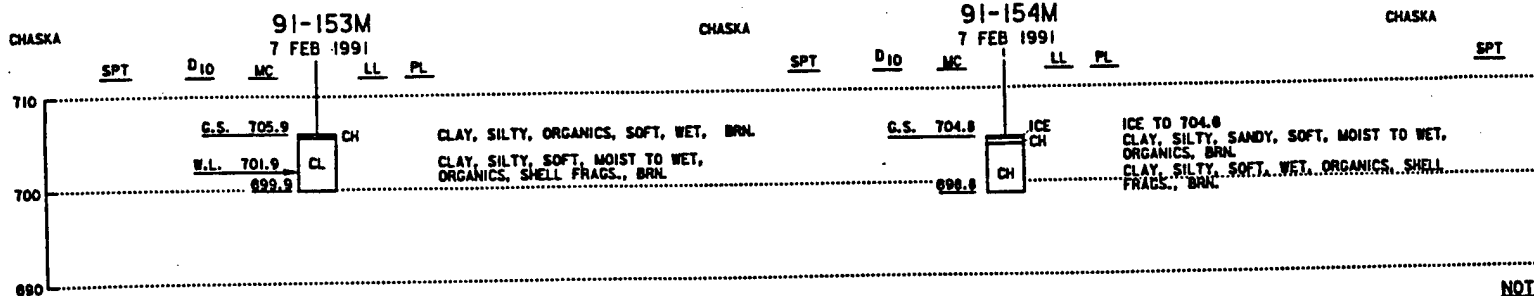 CHASKA
91-153M
7 FEB 1991
SPT D10 MC LL PL
CHASKA
91-154M
7 FEB 1991
SPT D10 MC LL PL
CHASKA
SPT
710
G.S. 705.9
CH
CLAY, SILTY, ORGANICS, SOFT, WET, BRN.
W.L. 701.9
CL
CLAY, SILTY, SOFT, MOIST TO WET,
ORGANICS, SHELL FRAGS., BRN.
699.9
G.S. 704.8
ICE
CH
ICE TO 704.6
CLAY, SILTY, SANDY, SOFT, MOIST TO WET,
ORGANICS, BRN.
CH
CLAY, SILTY, SOFT, WET, ORGANICS, SHELL
FRAGS., BRN.
698.8
700
690
NOT